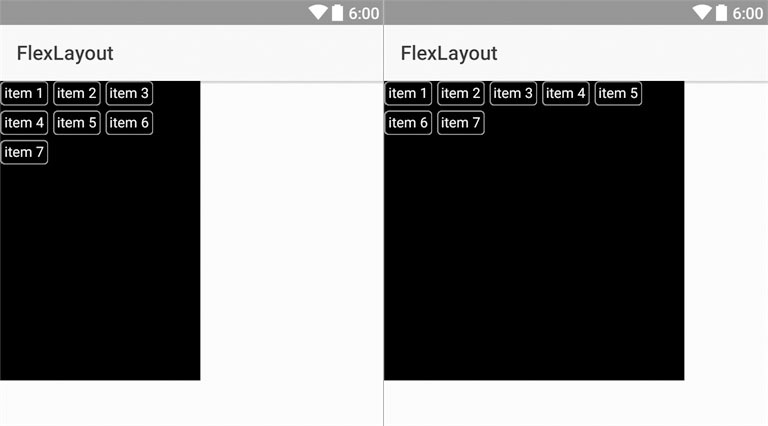 6:00
FlexLayout
item 1 item 2 item 3
item 4 item 5 item 6
item 7
6:00
FlexLayout
item 1 item 2 item 3 item 4 item 5
item 6 item 7